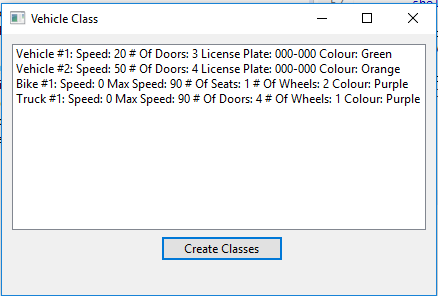 Vehicle Class
Vehicle #1: Speed: 20 # Of Doors: 3 License Plate: 000-000 Colour: Green
Vehicle #2: Speed: 50 # Of Doors: 4 License Plate: 000-000 Colour: Orange
Bike #1: Speed: 0 Max Speed: 90 # Of Seats: 1 # Of Wheels: 2 Colour: Purple
Truck #1: Speed: 0 Max Speed: 90 # Of Doors: 4 # Of Wheels: 1 Colour: Purple
Create Classes